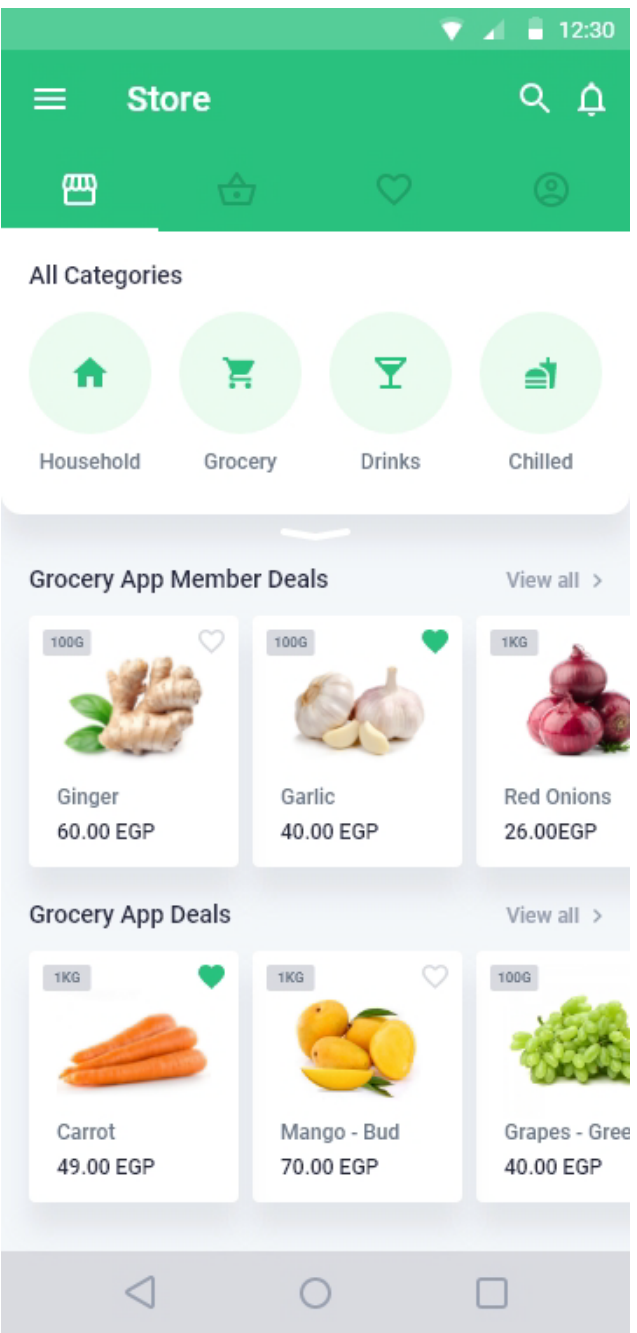 12:30
Store
All Categories
Household Grocery Drinks Chilled
Grocery App Member Deals View all
100G 100G 1KG
Ginger Garlic Red Onions
60.00 EGP 40.00 EGP 26.00EGP
Grocery App Deals View all
1KG 1KG 100G
Carrot Mango - Bud Grapes - Gree
49.00 EGP 70.00 EGP 40.00 EGP